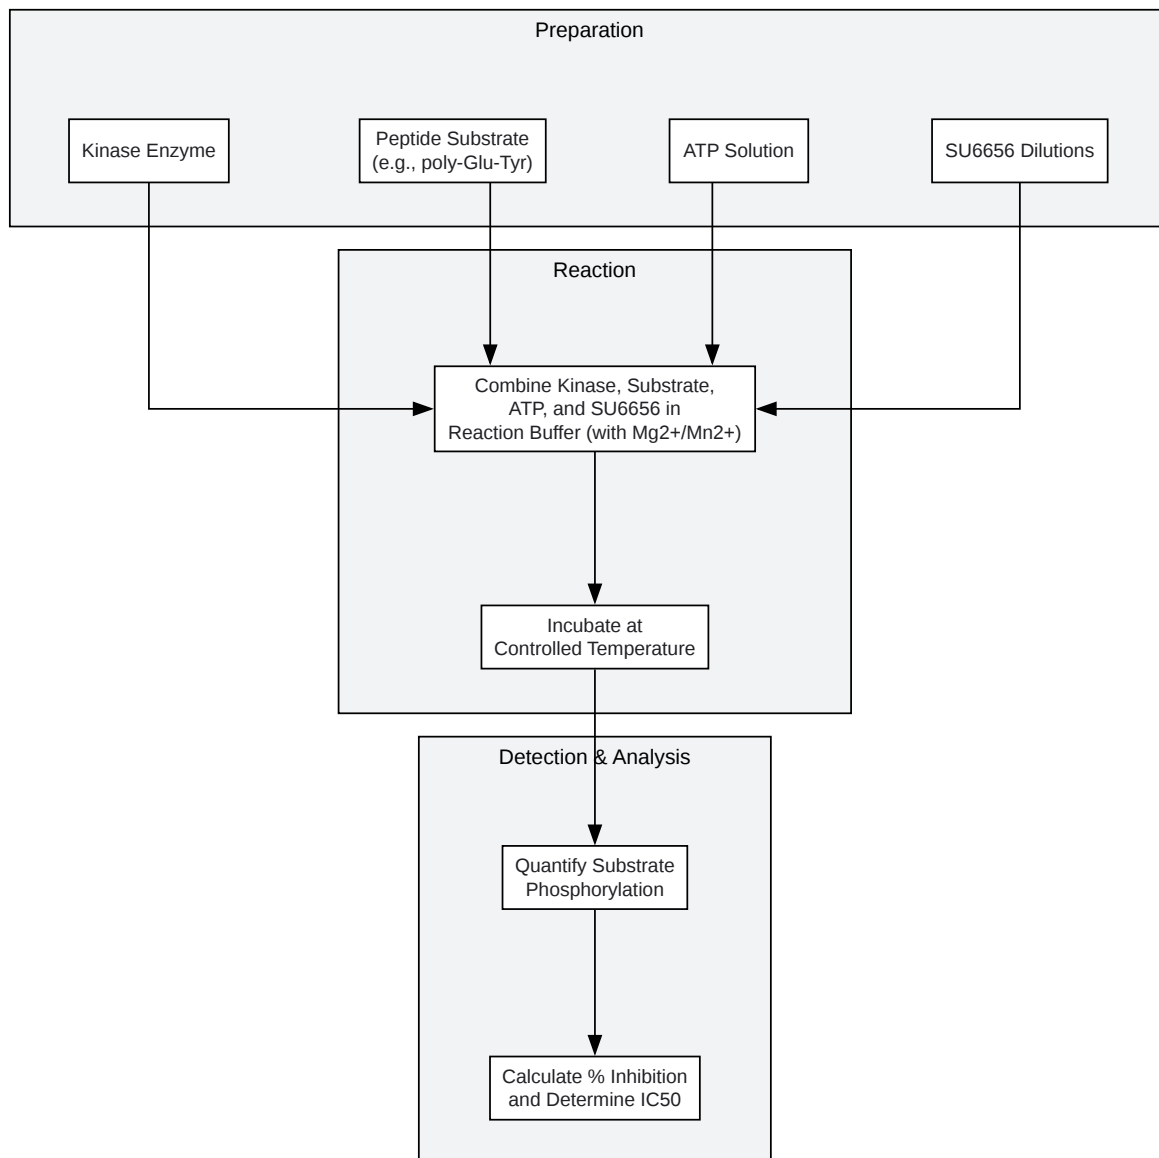 Preparation
Kinase Enzyme
Peptide Substrate
(e.g., poly-Glu-Tyr)
ATP Solution
SU6656 Dilutions
Reaction
Combine Kinase, Substrate,
ATP, and SU6656 in
Reaction Buffer (with Mg2+/Mn2+)
Incubate at
Controlled Temperature
Detection & Analysis
Quantify Substrate
Phosphorylation
Calculate % Inhibition
and Determine IC50